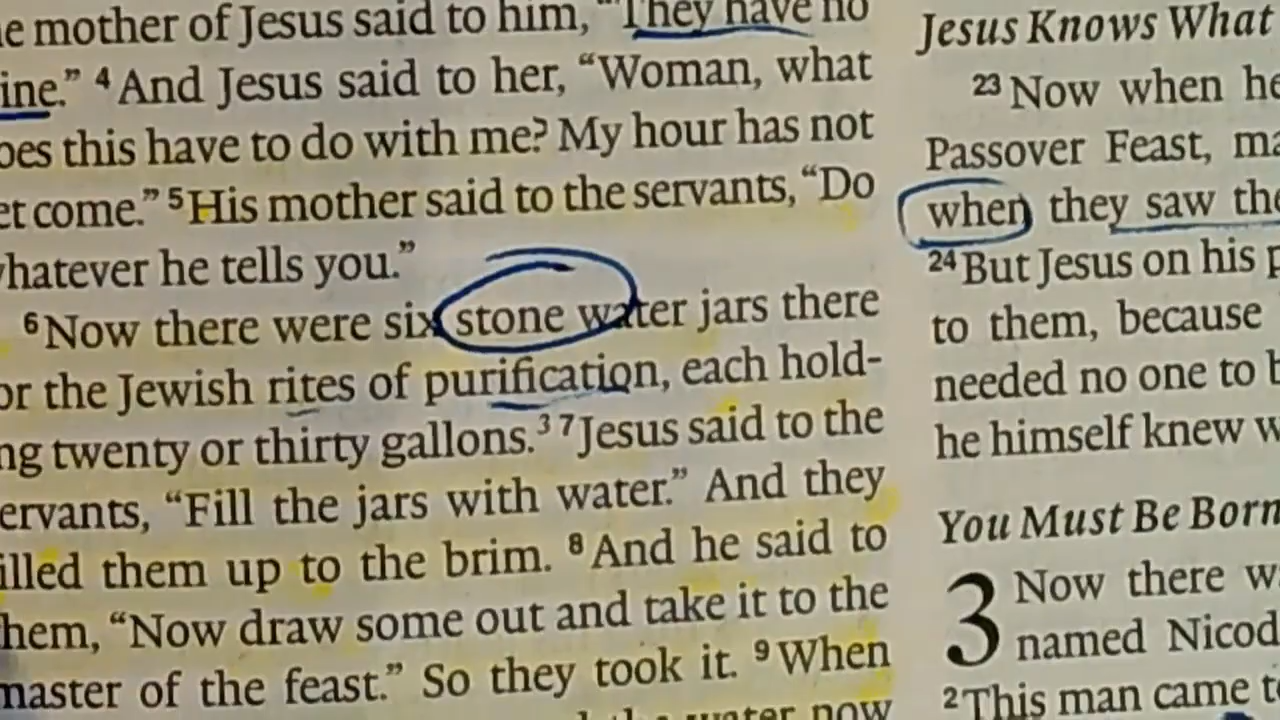 e mother of Jesus said to him, "They have no
ine." 4 And Jesus said to her, "Woman, what
oes this have to do with me? My hour has not
et come." 5 His mother said to the servants, "Do
hatever he tells you."
6 Now there were six stone water jars there
or the Jewish rites of purification, each hold-
ng twenty or thirty gallons.3 7 Jesus said to the
ervants, "Fill the jars with water." And they
illed them up to the brim. 8 And he said to
hem, "Now draw some out and take it to the
master of the feast." So they took it. 9 When
the water now
Jesus Knows What
23 Now when he
Passover Feast, ma
when they saw the
24 But Jesus on his p
to them, because
needed no one to b
he himself knew w
You Must Be Born
3 Now there w
named Nicod
2 This man came to